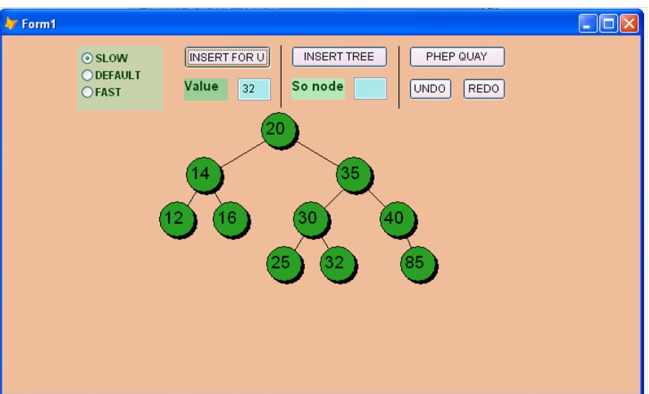 Form1
SLOW
DEFAULT
FAST
INSERT FOR U
Value 32
INSERT TREE
So node
PHEP QUAY
UNDO REDO
20
14 35
12 16 30 40
25 32 85